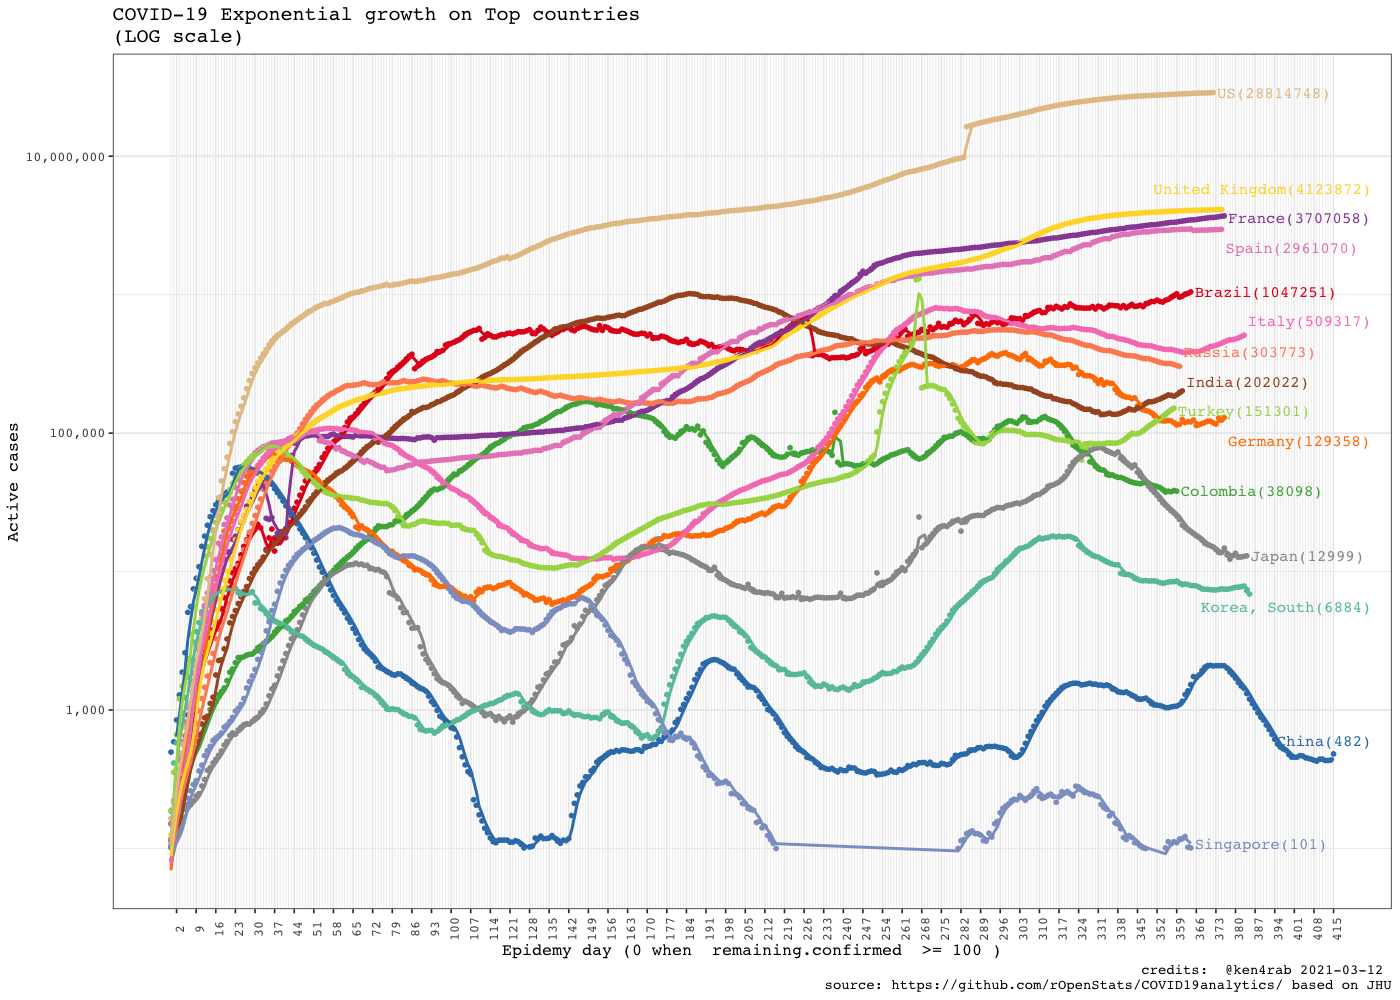 COVID-19 Exponential growth on Top countries
(LOG scale)
US(28814748)
10,000,000
United Kingdom(4123872)
France(3707058)
Spain(2961070)
Brazil(1047251)
Italy(509317)
Russia(303773)
India(202022)
Turkey(151301)
100,000
Germany(129358)
Colombia(38098)
Active cases
Japan(12999)
Korea, South(6884)
1,000
China(482)
Singapore(101)
2 9 16 23 30 37 44 51 58 65 72 79 86 93 100 107 114 121 128 135 142 149 156 163 170 177 184 191 198 205 212 219 226 233 240 247 254 261 268 275 282 289 296 303 310 317 324 331 338 345 352 359 366 373 380 387 394 401 408 415
Epidemy day (0 when  remaining.confirmed  >= 100 )
credits:  @ken4rab 2021-03-12
source: https://github.com/rOpenStats/COVID19analytics/ based on JHU